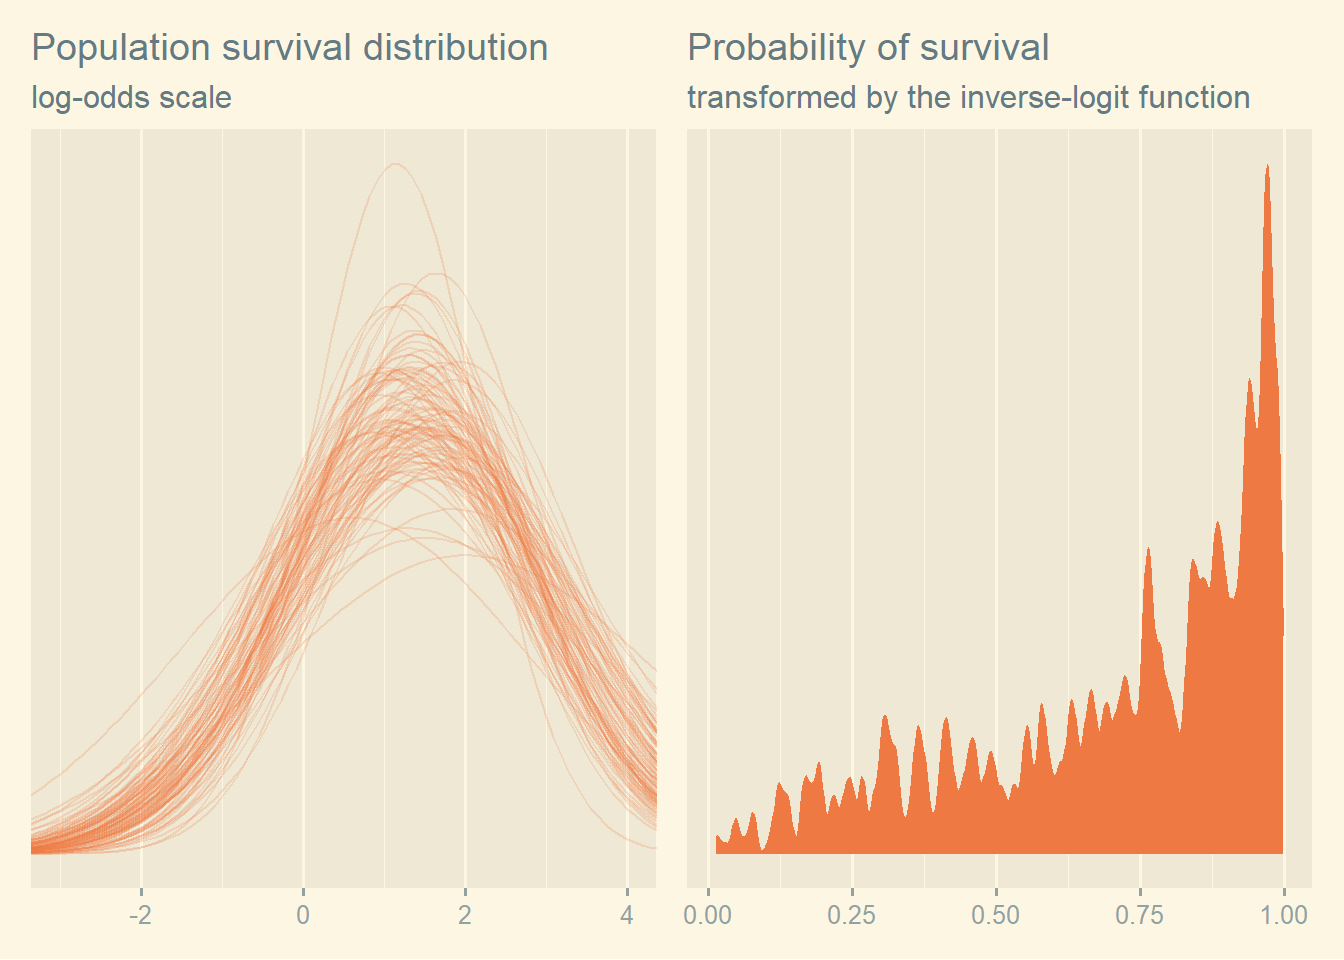 Population survival distribution
log-odds scale
-2 0 2 4
Probability of survival
transformed by the inverse-logit function
0.00 0.25 0.50 0.75 1.00